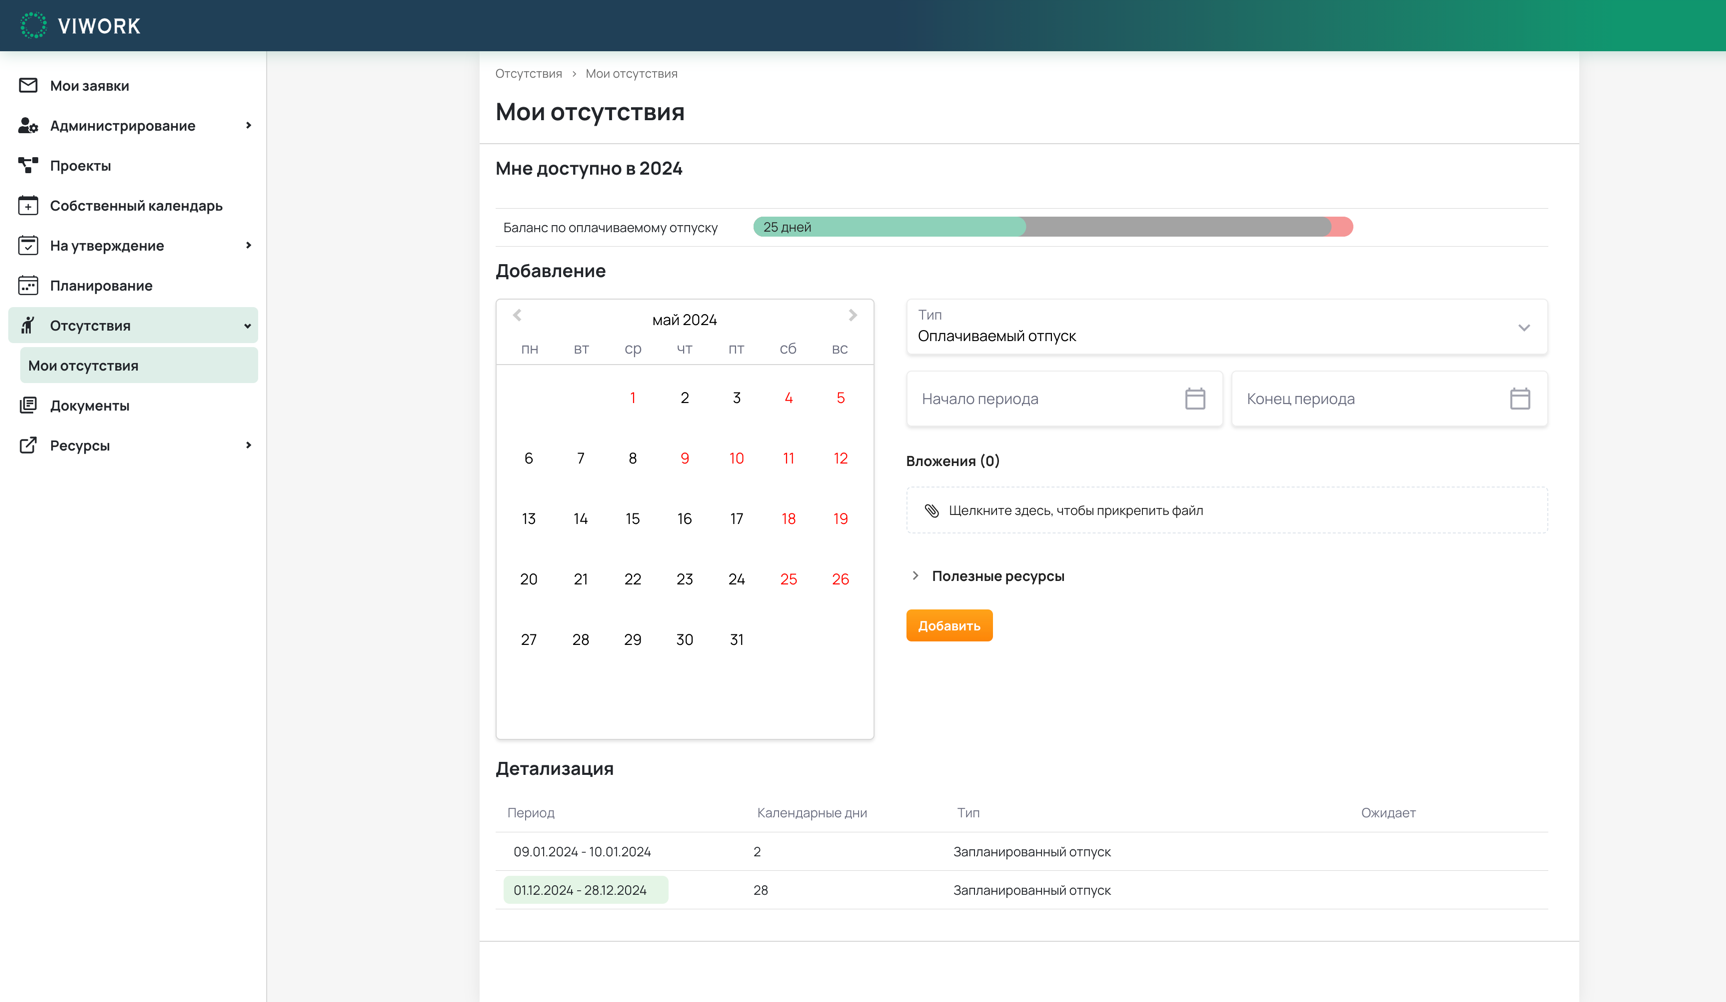 VIWORK
Мои заявки
Администрирование
Проекты
Собственный календарь
На утверждение
Планирование
Отсутствия
Мои отсутствия
Документы
Ресурсы
Отсутствия › Мои отсутствия
Мои отсутствия
Мне доступно в 2024
Баланс по оплачиваемому отпуску 25 дней
Добавление
май 2024
пн вт ср чт пт сб вс
1 2 3 4 5
6 7 8 9 10 11 12
13 14 15 16 17 18 19
20 21 22 23 24 25 26
27 28 29 30 31
Тип
Оплачиваемый отпуск
Начало периода Конец периода
Вложения (0)
Щелкните здесь, чтобы прикрепить файл
Полезные ресурсы
Добавить
Детализация
Период Календарные дни Тип Ожидает
09.01.2024 - 10.01.2024 2 Запланированный отпуск
01.12.2024 - 28.12.2024 28 Запланированный отпуск